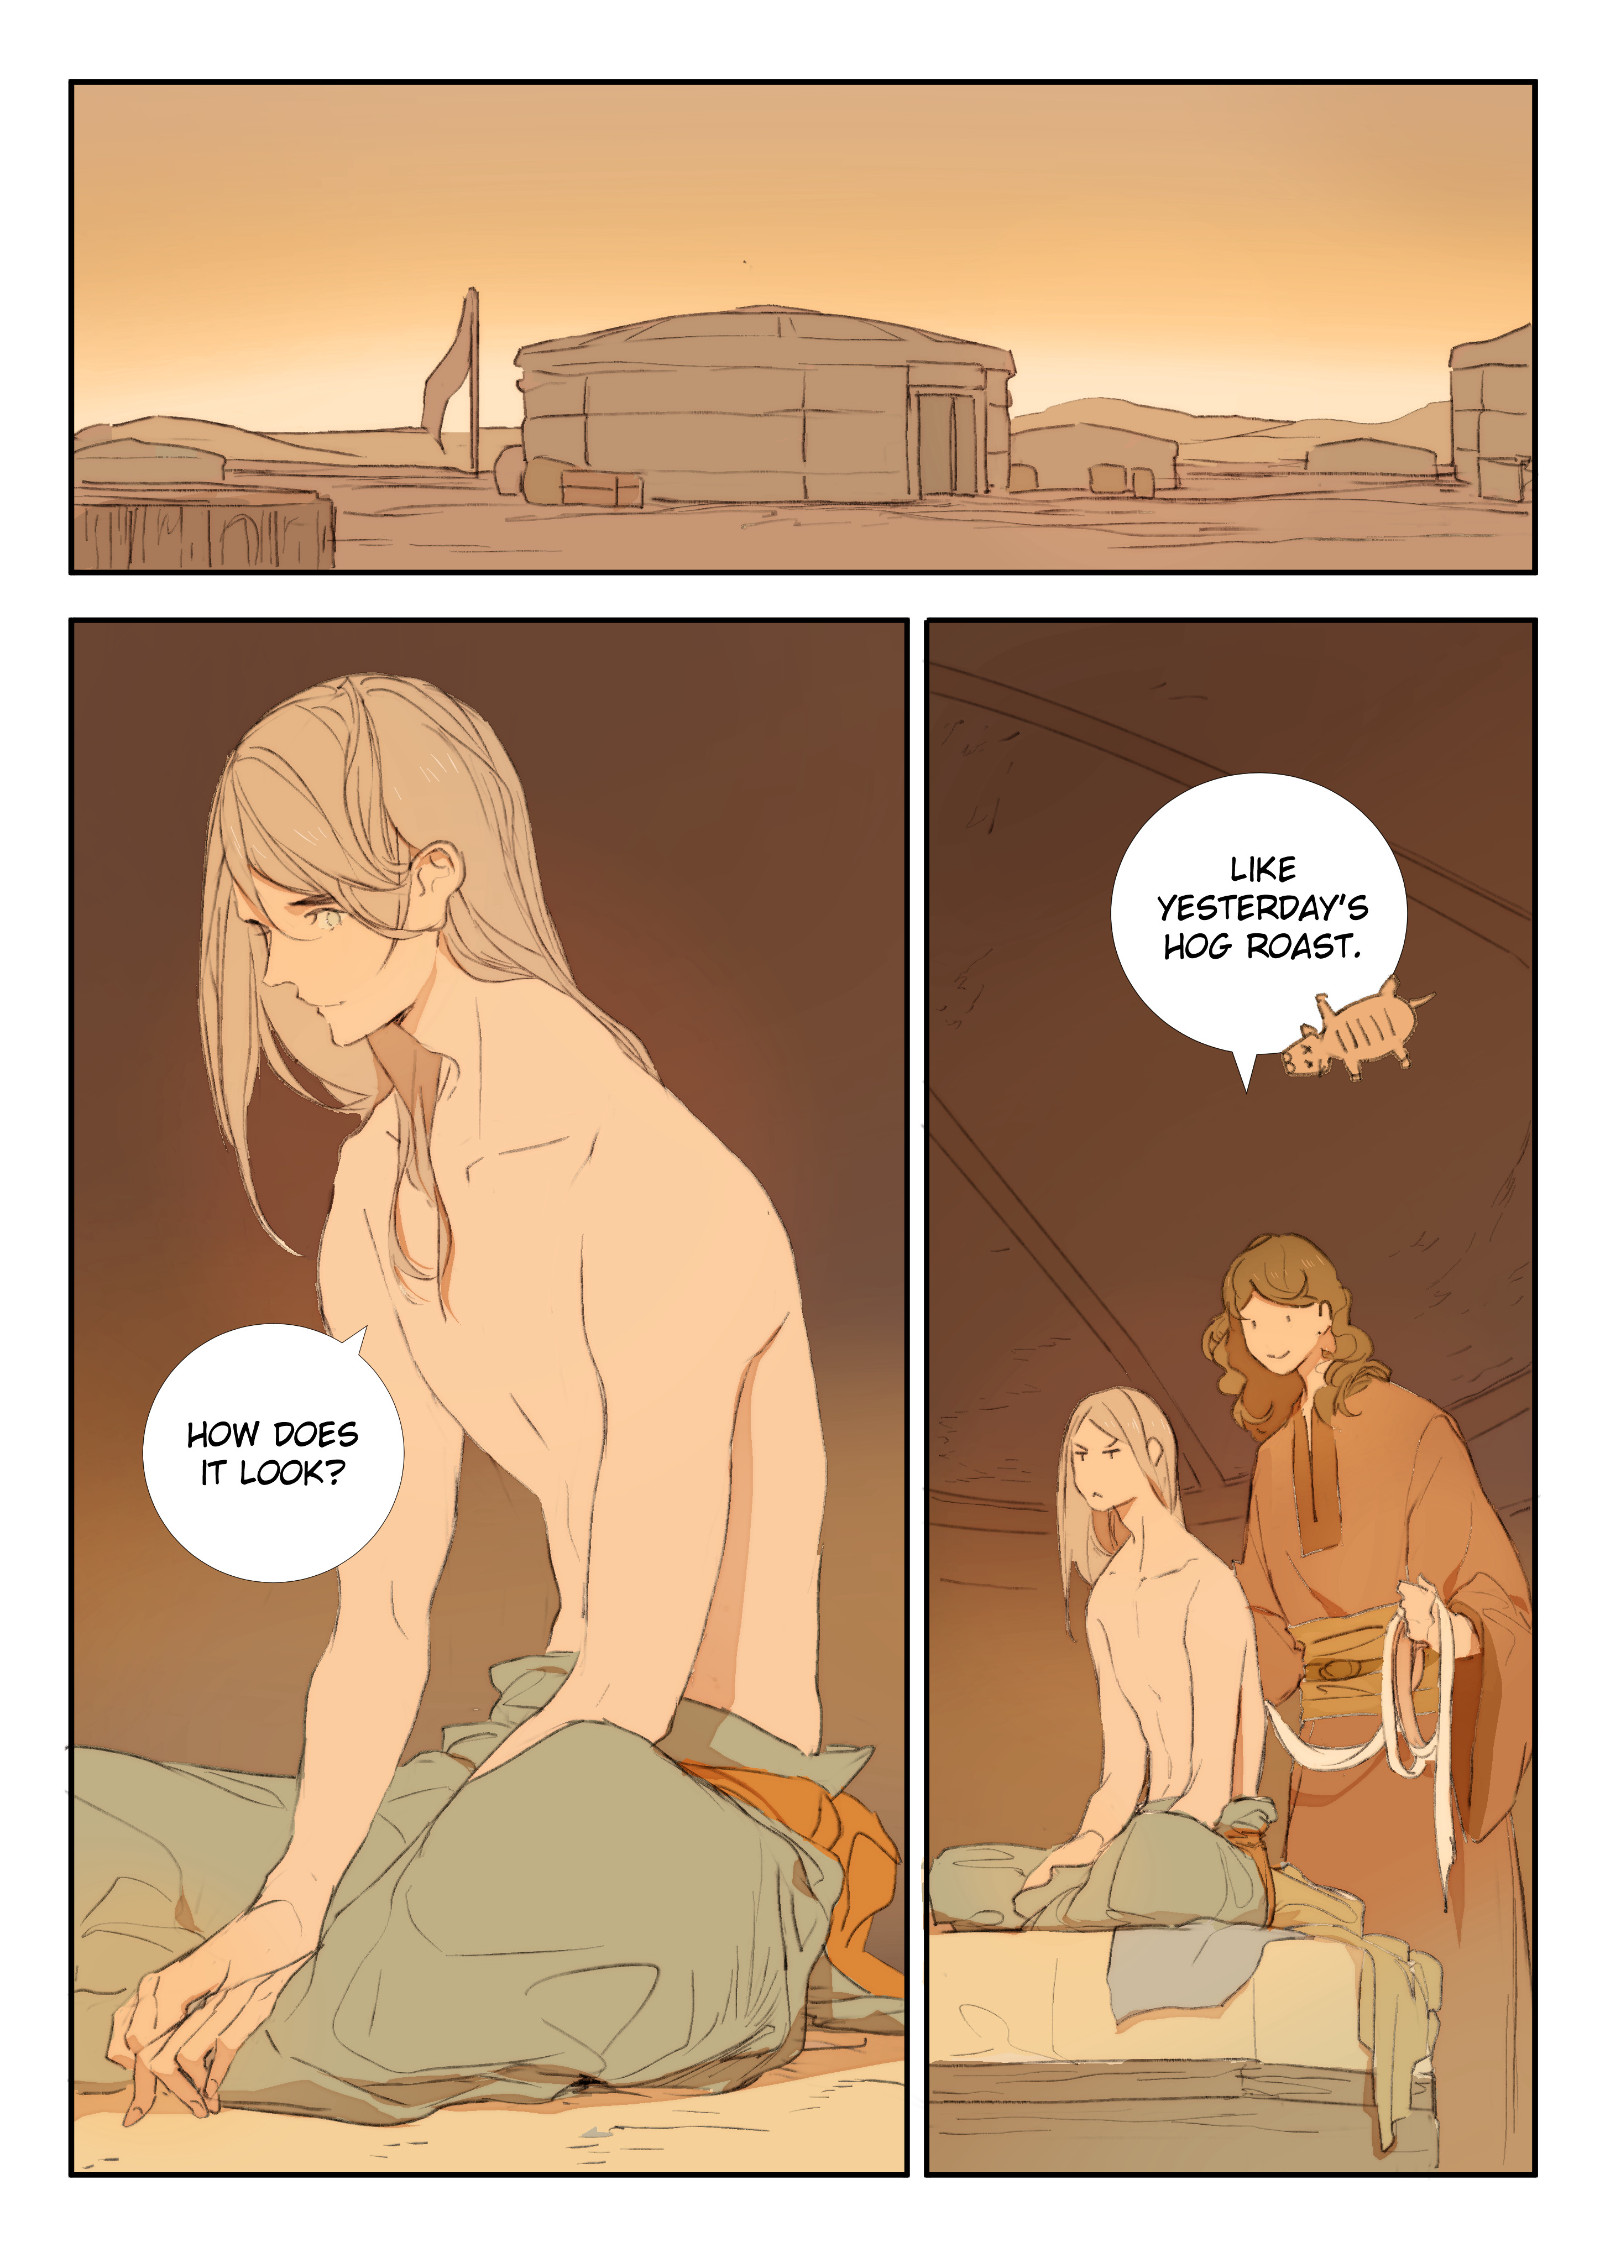 HOW DOES
IT LOOK?
LIKE
YESTERDAY'S
HOG ROAST.